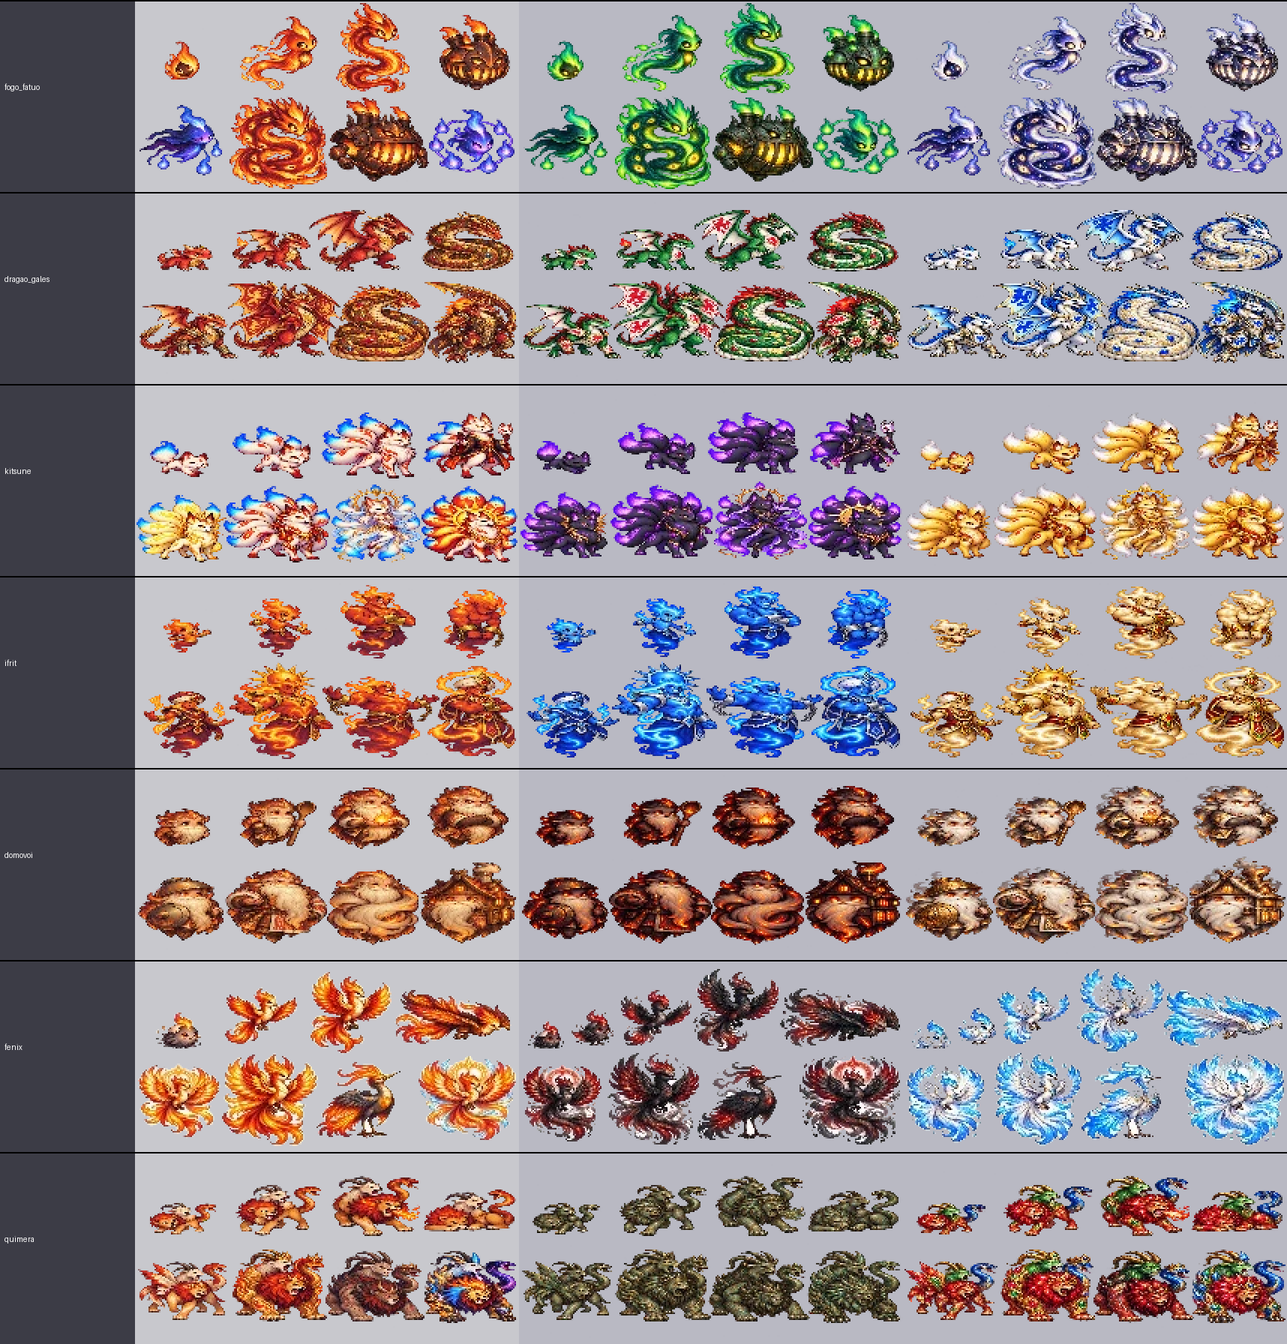 fogo_fatuo
dragao_gales
kitsune
ifrit
domovoi
fenix
quimera